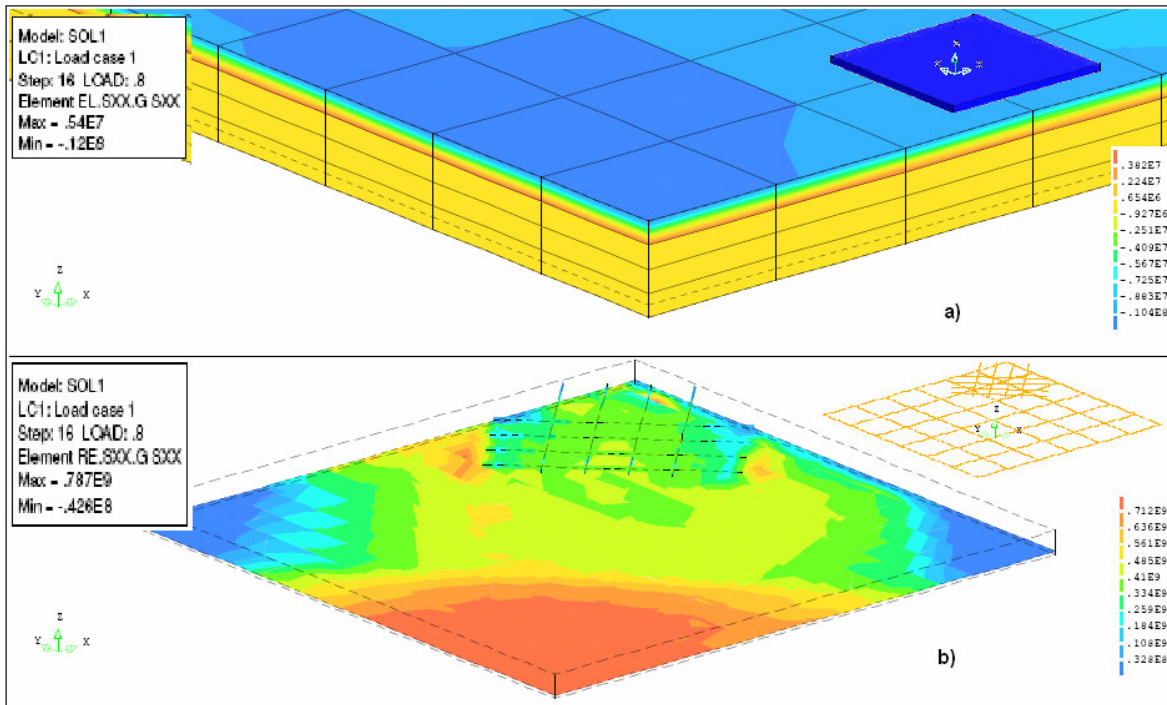 Model: SOL1
LC1: Load case 1
Step: 16 LOAD: .8
Element EL.SXX.G SXX
Max = .54E7
Min = -.12E8
.382E7
.224E7
.654E6
-.927E6
-.251E7
-.409E7
-.567E7
-.725E7
-.883E7
-.104E8
Z
Y
X
a)
Model: SOL1
LC1: Load case 1
Step: 16 LOAD: .8
Element RE.SXX.G SXX
Max = .787E9
Min = -.426E8
Z
Y
X
.712E9
.636E9
.561E9
.485E9
.41E9
.334E9
.259E9
.184E9
.108E9
.328E8
Z
Y
X
b)